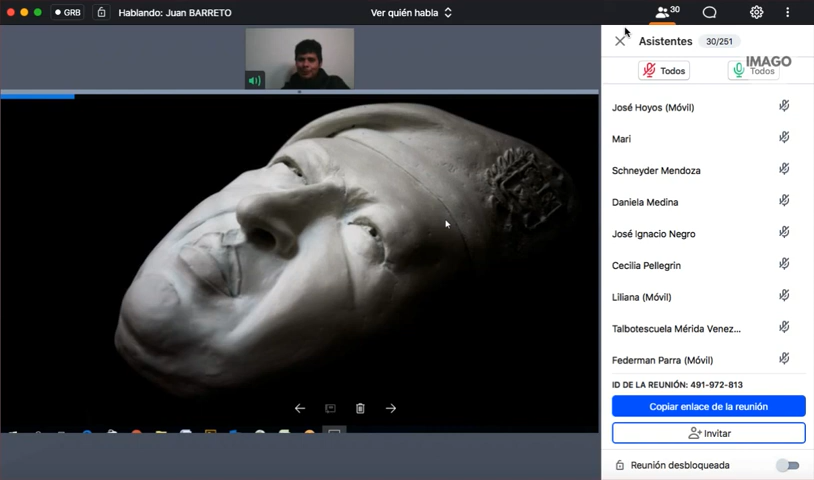 GRB
Hablando: Juan BARRETO
Ver quién habla
30
Asistentes
30/251
IMAGO
Todos
Todos
José Hoyos (Móvil)
Mari
Schneyder Mendoza
Daniela Medina
José Ignacio Negro
Cecilia Pellegrin
Liliana (Móvil)
Talbotescuela Mérida Venez...
Federman Parra (Móvil)
ID DE LA REUNIÓN: 491-972-813
Copiar enlace de la reunión
Invitar
Reunión desbloqueada